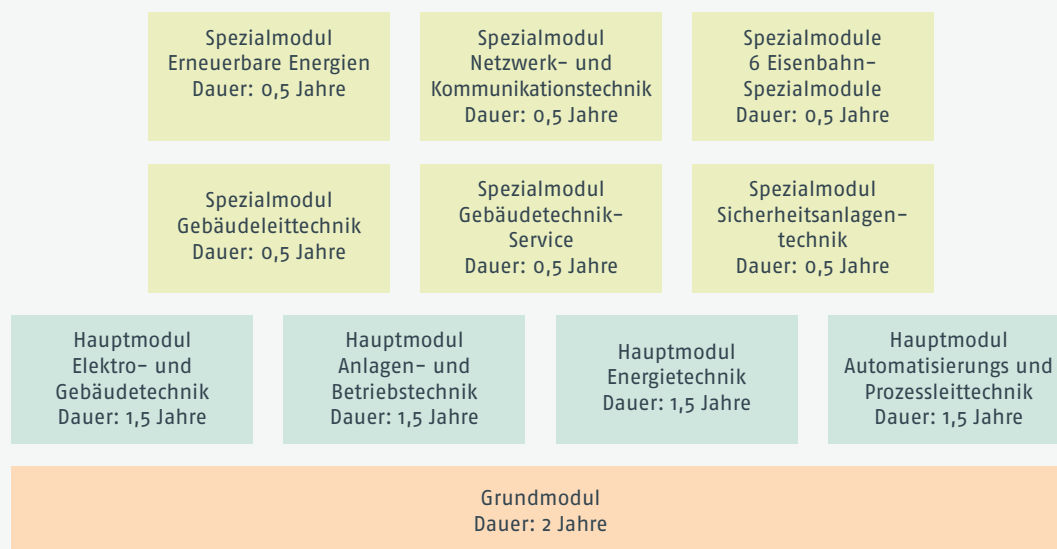 Spezialmodul
Erneuerbare Energien
Dauer: 0,5 Jahre
Spezialmodul
Netzwerk- und
Kommunikationstechnik
Dauer: 0,5 Jahre
Spezialmodule
6 Eisenbahn-
Spezialmodule
Dauer: 0,5 Jahre
Spezialmodul
Gebäudeleittechnik
Dauer: 0,5 Jahre
Spezialmodul
Gebäudetechnik-
Service
Dauer: 0,5 Jahre
Spezialmodul
Sicherheitsanlagen-
technik
Dauer: 0,5 Jahre
Hauptmodul
Elektro- und
Gebäudetechnik
Dauer: 1,5 Jahre
Hauptmodul
Anlagen- und
Betriebstechnik
Dauer: 1,5 Jahre
Hauptmodul
Energietechnik
Dauer: 1,5 Jahre
Hauptmodul
Automatisierungs und
Prozessleittechnik
Dauer: 1,5 Jahre
Grundmodul
Dauer: 2 Jahre